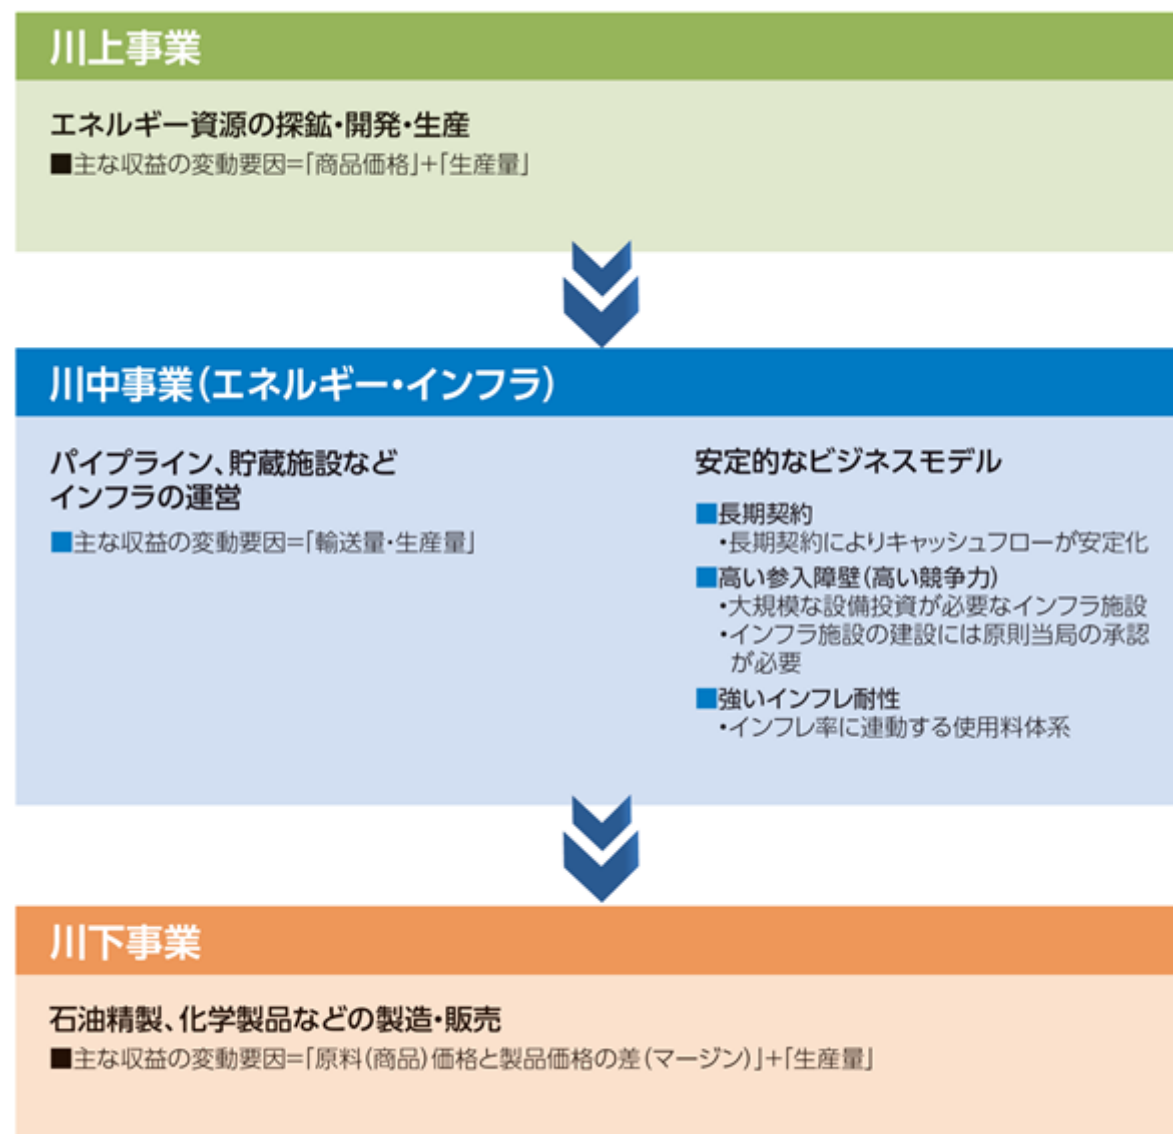 川上事業
エネルギー資源の探鉱・開発・生産
■主な収益の変動要因=「商品価格」+「生産量」
川中事業(エネルギー・インフラ)
パイプライン、貯蔵施設など
インフラの運営
■主な収益の変動要因=「輸送量・生産量」
安定的なビジネスモデル
■長期契約
・長期契約によりキャッシュフローが安定化
■高い参入障壁(高い競争力)
・大規模な設備投資が必要なインフラ施設
・インフラ施設の建設には原則当局の承認
が必要
■強いインフレ耐性
・インフレ率に連動する使用料体系
川下事業
石油精製、化学製品などの製造・販売
■主な収益の変動要因=「原料(商品)価格と製品価格の差(マージン)」+「生産量」